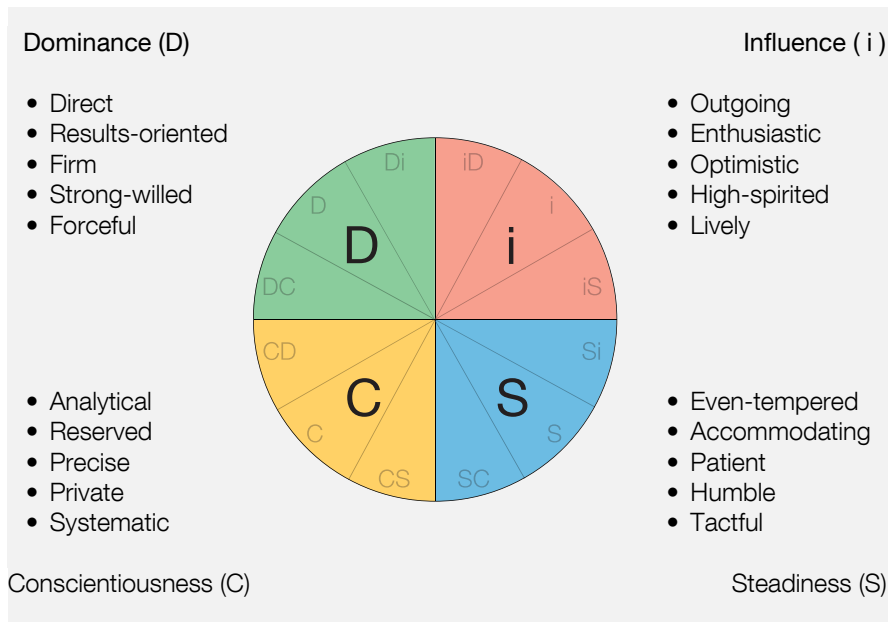 Dominance (D)
• Direct
• Results-oriented
• Firm
• Strong-willed
• Forceful
Influence ( i )
• Outgoing
• Enthusiastic
• Optimistic
• High-spirited
• Lively
Di
iD
D
i
D
i
DC
iS
CD
Si
C
S
C
S
CS
SC
• Analytical
• Reserved
• Precise
• Private
• Systematic
Conscientiousness (C)
• Even-tempered
• Accommodating
• Patient
• Humble
• Tactful
Steadiness (S)